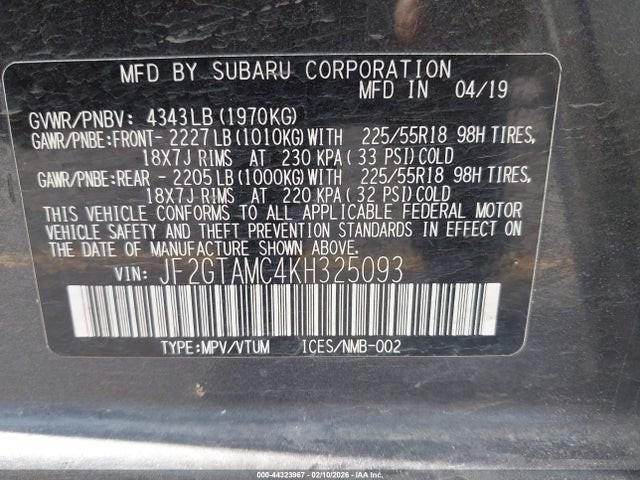 MFD BY SUBARU CORPORATION
MFD IN 04/19
GVWR/PNBV: 4343LB(1970KG)
GAWR/PNBE:FRONT- 2227LB(1010KG)WITH 225/55R18 98H TIRES,
18X7J RIMS AT 230 KPA( 33 PSI)COLD
GAWR/PNBE:REAR - 2205LB(1000KG)WITH 225/55R18 98H TIRES,
18X7J RIMS AT 220 KPA( 32 PSI)COLD
THIS VEHICLE CONFORMS TO ALL APPLICABLE FEDERAL MOTOR
VEHICLE SAFETY AND THEFT PREVENTION STANDARDS IN EFFECT
ON THE DATE OF MANUFACTURE SHOWN ABOVE.
VIN: JF2GTAMC4KH325093
TYPE:MPV/VTUM ICES/NMB-002
000-44323967 - 02/10/2026 - COPYRIGHT IAA, INC.